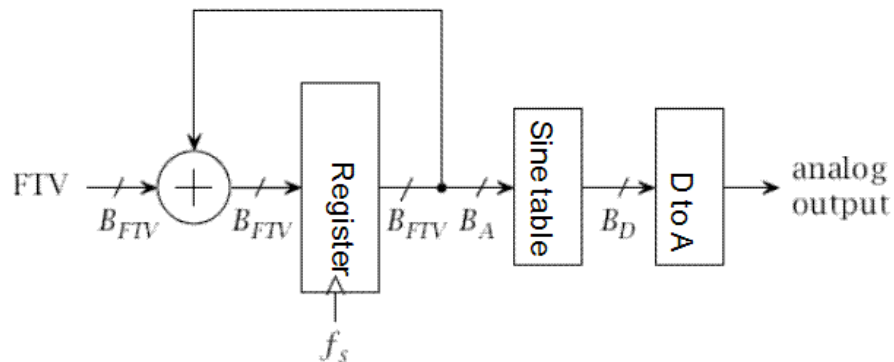 FTV
B_FTV
B_FTV
Register
f_s
B_FTV
B_A
Sine table
B_D
D to A
analog
output